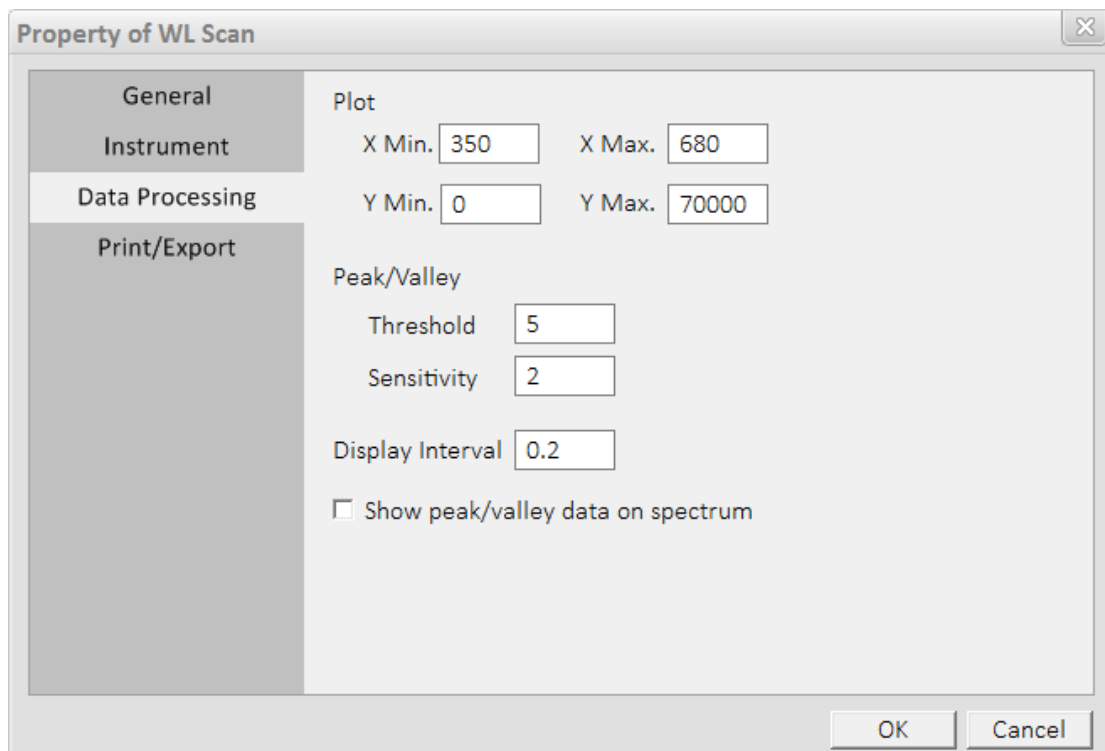 Property of WL Scan
General
Instrument
Data Processing
Print/Export
Plot
X Min. 350 X Max. 680
Y Min. 0 Y Max. 70000
Peak/Valley
Threshold 5
Sensitivity 2
Display Interval 0.2
Show peak/valley data on spectrum
OK Cancel